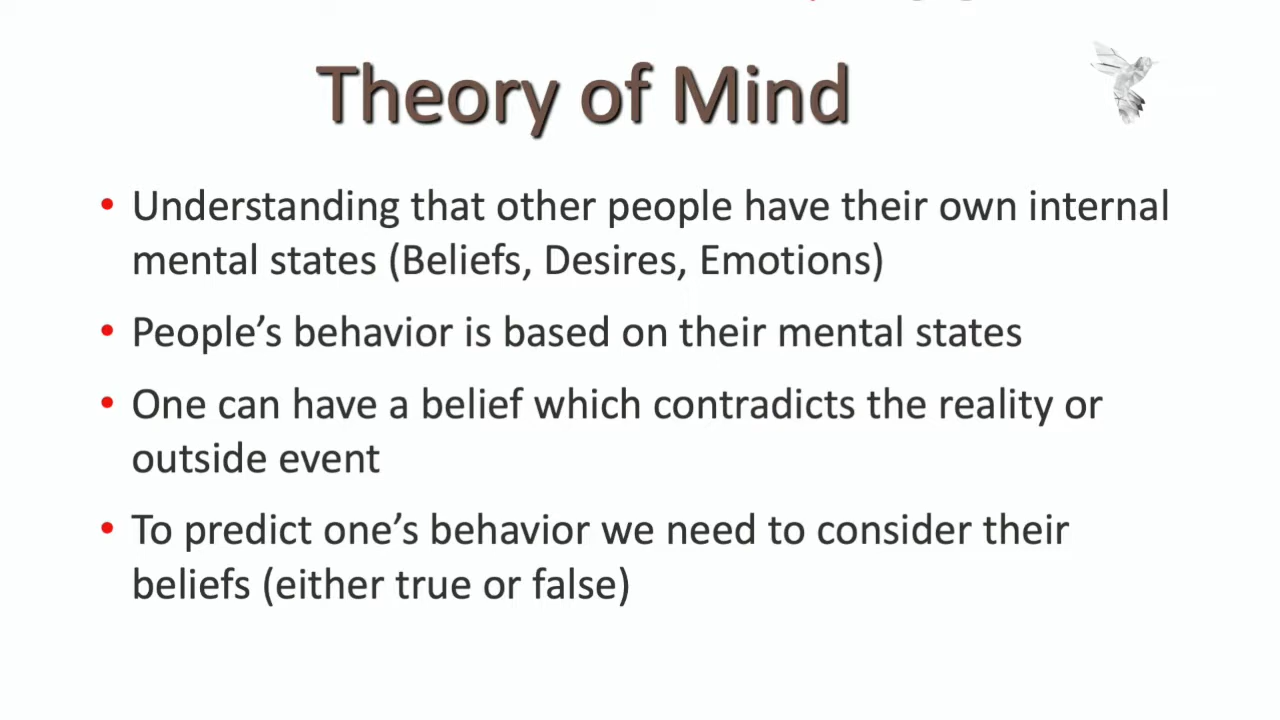 Theory of Mind
• Understanding that other people have their own internal
mental states (Beliefs, Desires, Emotions)
• People’s behavior is based on their mental states
• One can have a belief which contradicts the reality or
outside event
• To predict one’s behavior we need to consider their
beliefs (either true or false)